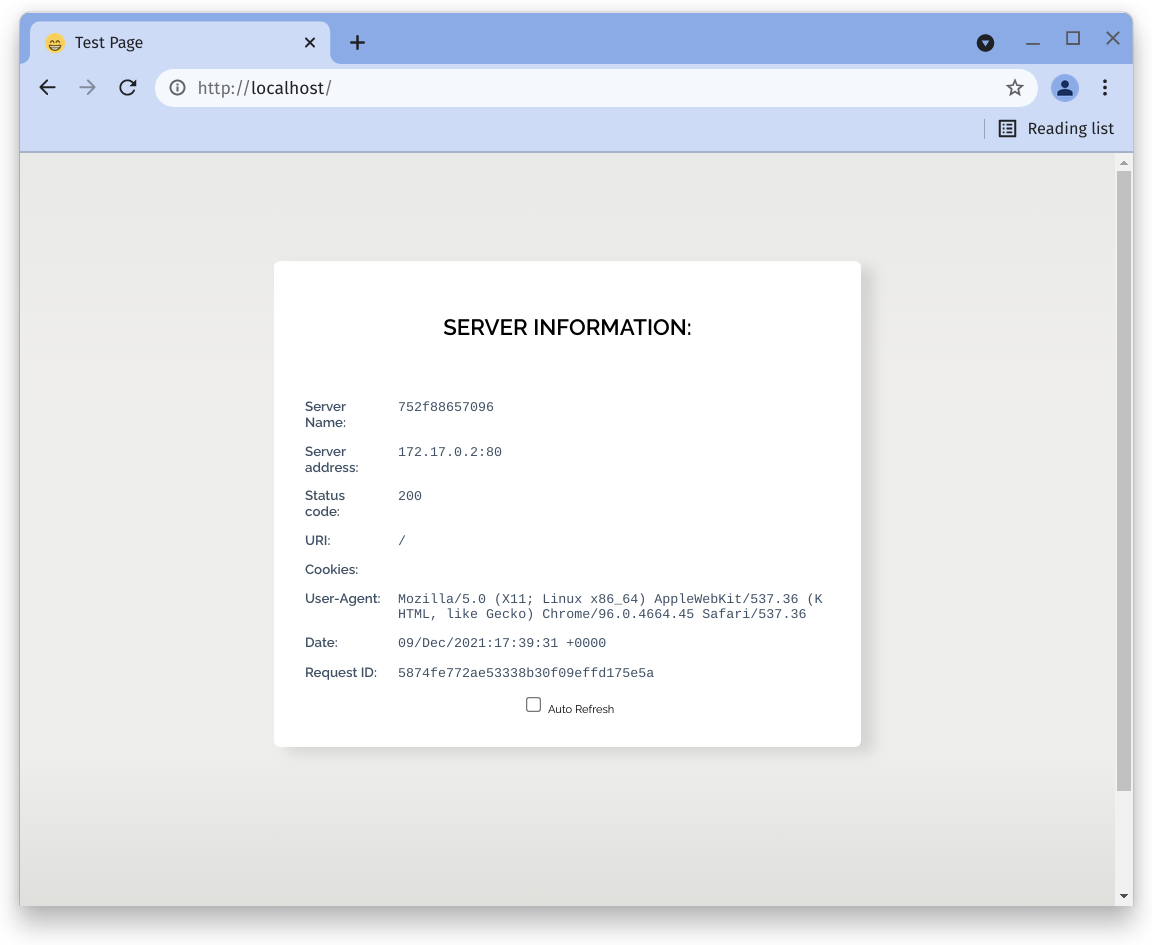 Test Page
http://localhost/
Reading list
SERVER INFORMATION:
Server
Name:
752f88657096
Server
address:
172.17.0.2:80
Status
code:
200
URI:
/
Cookies:
User-Agent:
Mozilla/5.0 (X11; Linux x86_64) AppleWebKit/537.36 (K
HTML, like Gecko) Chrome/96.0.4664.45 Safari/537.36
Date:
09/Dec/2021:17:39:31 +0000
Request ID:
5874fe772ae53338b30f09effd175e5a
Auto Refresh